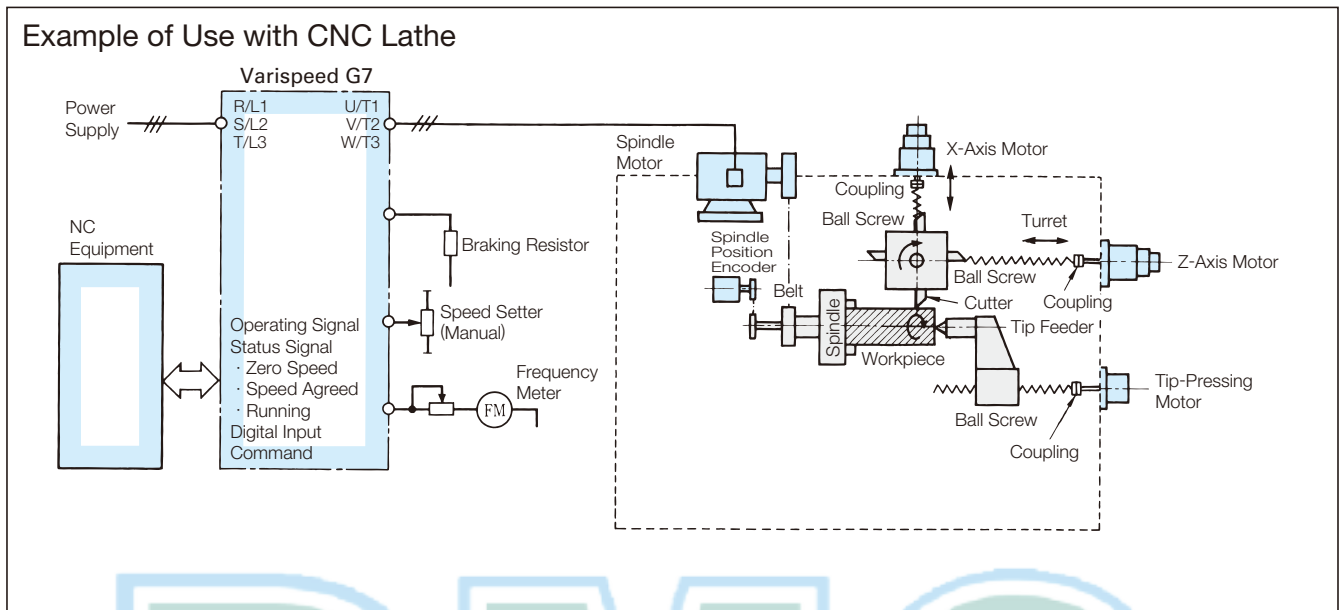 Example of Use with CNC Lathe
Varispeed G7
Power
Supply
R/L1
S/L2
T/L3
U/T1
V/T2
W/T3
NC
Equipment
Braking Resistor
Speed Setter
(Manual)
Operating Signal
Status Signal
· Zero Speed
· Speed Agreed
· Running
Digital Input
Command
Frequency
Meter
FM
Spindle
Motor
X-Axis Motor
Coupling
Ball Screw
Turret
Spindle
Position
Encoder
Belt
Ball Screw
Coupling
Z-Axis Motor
Cutter
Tip Feeder
Spindle
Workpiece
Ball Screw
Coupling
Tip-Pressing
Motor